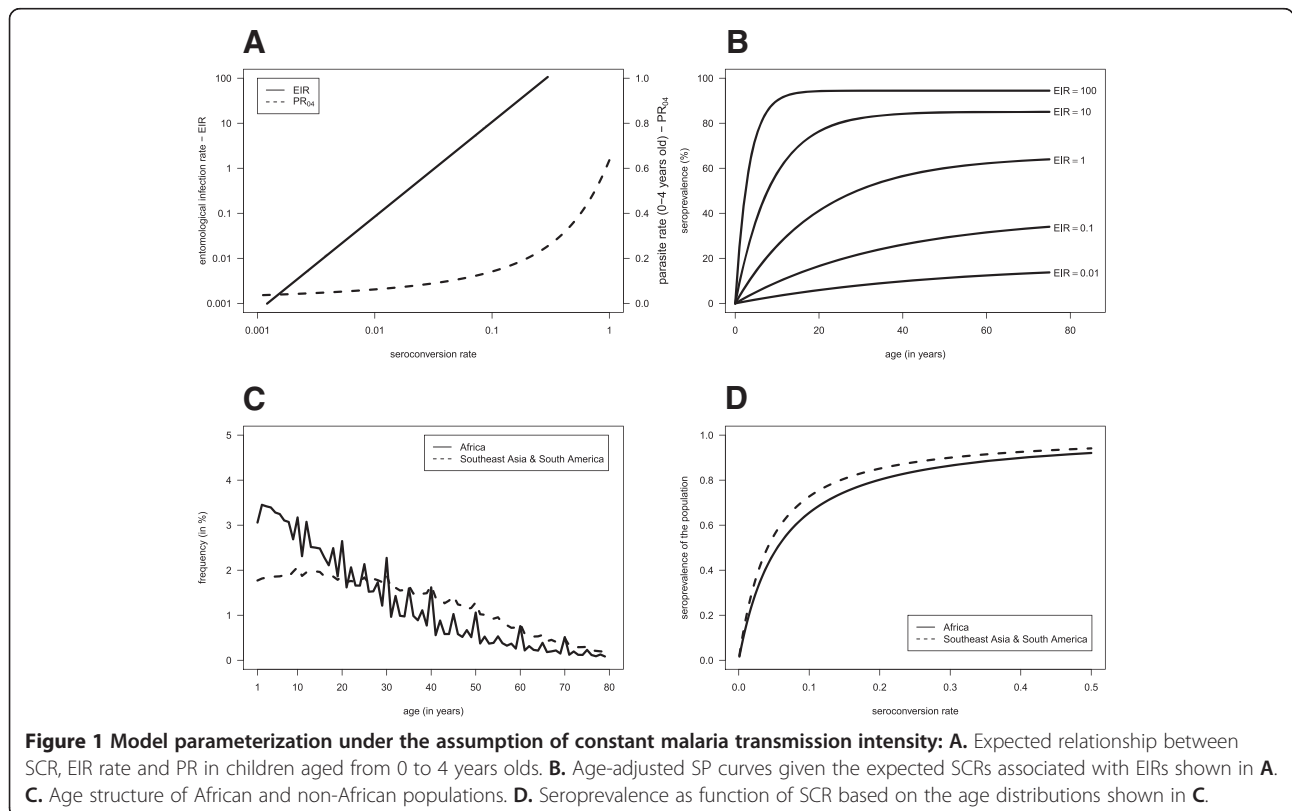 A
entomological infection rate − EIR
100
10
1
0.1
0.01
0.001
EIR
PR04
1.0
0.8
0.6
0.4
0.2
0.0
parasite rate (0−4 years old) − PR04
0.001
0.01
0.1
1
seroconversion rate
B
seroprevalence (%)
100
80
60
40
20
0
EIR = 100
EIR = 10
EIR = 1
EIR = 0.1
EIR = 0.01
0
20
40
60
80
age (in years)
C
frequency (in %)
5
4
3
2
1
0
Africa
Southeast Asia & South America
1
10
20
30
40
50
60
70
80
age (in years)
D
seroprevalence of the population
1.0
0.8
0.6
0.4
0.2
0.0
Africa
Southeast Asia & South America
0.0
0.1
0.2
0.3
0.4
0.5
seroconversion rate
Figure 1 Model parameterization under the assumption of constant malaria transmission intensity: A. Expected relationship between
SCR, EIR rate and PR in children aged from 0 to 4 years olds. B. Age-adjusted SP curves given the expected SCRs associated with EIRs shown in A.
C. Age structure of African and non-African populations. D. Seroprevalence as function of SCR based on the age distributions shown in C.